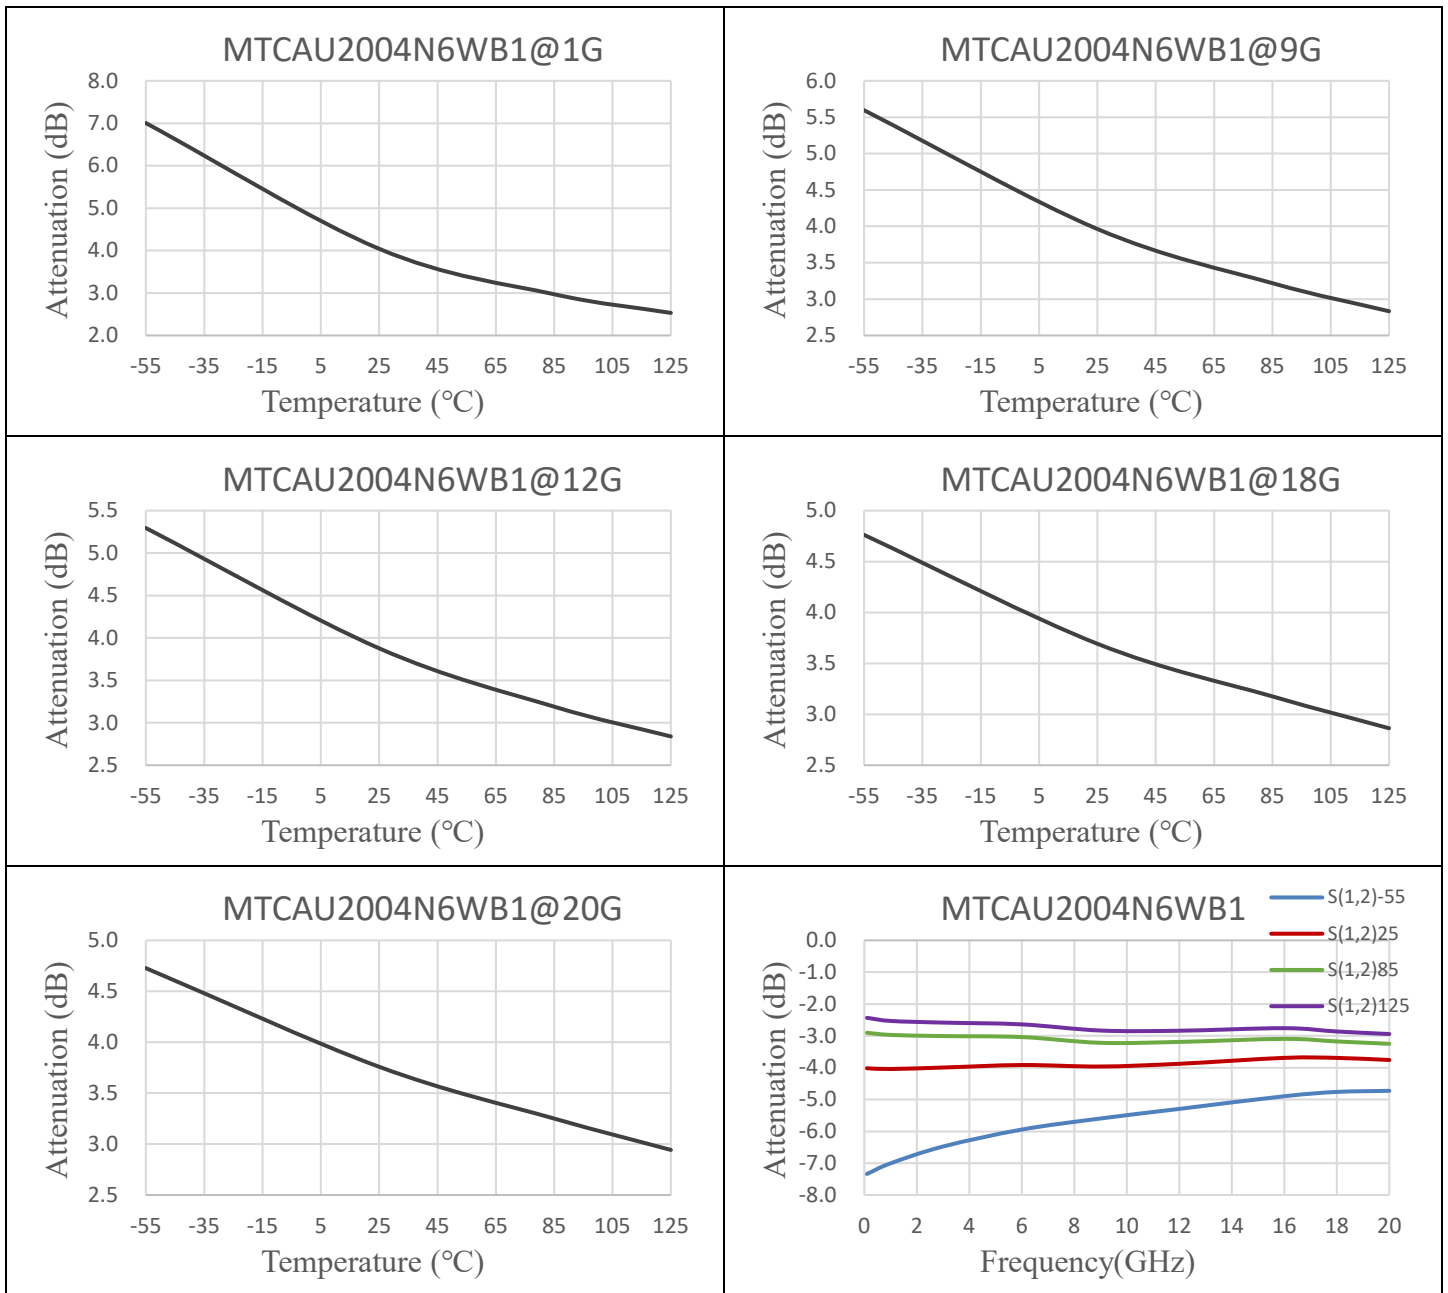 MTCAU2004N6WB1@1G
Attenuation (dB)
8.0
7.0
6.0
5.0
4.0
3.0
2.0
-55 -35 -15 5 25 45 65 85 105 125
Temperature (℃)
MTCAU2004N6WB1@9G
Attenuation (dB)
6.0
5.5
5.0
4.5
4.0
3.5
3.0
2.5
-55 -35 -15 5 25 45 65 85 105 125
Temperature (℃)
MTCAU2004N6WB1@12G
Attenuation (dB)
5.5
5.0
4.5
4.0
3.5
3.0
2.5
-55 -35 -15 5 25 45 65 85 105 125
Temperature (℃)
MTCAU2004N6WB1@18G
Attenuation (dB)
5.0
4.5
4.0
3.5
3.0
2.5
-55 -35 -15 5 25 45 65 85 105 125
Temperature (℃)
MTCAU2004N6WB1@20G
Attenuation (dB)
5.0
4.5
4.0
3.5
3.0
2.5
-55 -35 -15 5 25 45 65 85 105 125
Temperature (℃)
MTCAU2004N6WB1
S(1,2)-55
S(1,2)25
S(1,2)85
S(1,2)125
Attenuation (dB)
0.0
-1.0
-2.0
-3.0
-4.0
-5.0
-6.0
-7.0
-8.0
0 2 4 6 8 10 12 14 16 18 20
Frequency(GHz)